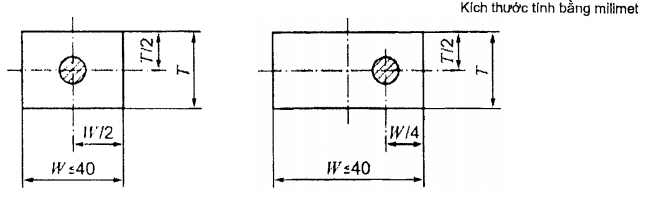 Kích thước tính bằng milimet
T/2
T
W/2
W≤40
T/2
T
W/4
W≤40